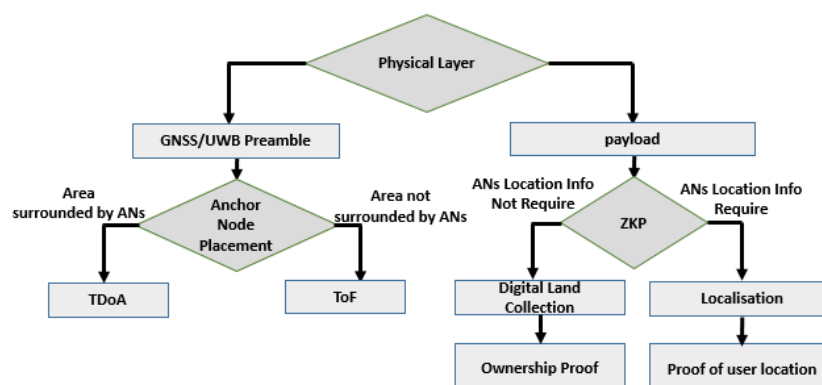 Physical Layer
GNSS/UWB Preamble
payload
Area
surrounded by ANs
Anchor
Node
Placement
Area not
surrounded by ANs
ANs Location Info
Not Require
ZKP
ANs Location Info
Require
TDoA
ToF
Digital Land
Collection
Localisation
Ownership Proof
Proof of user location